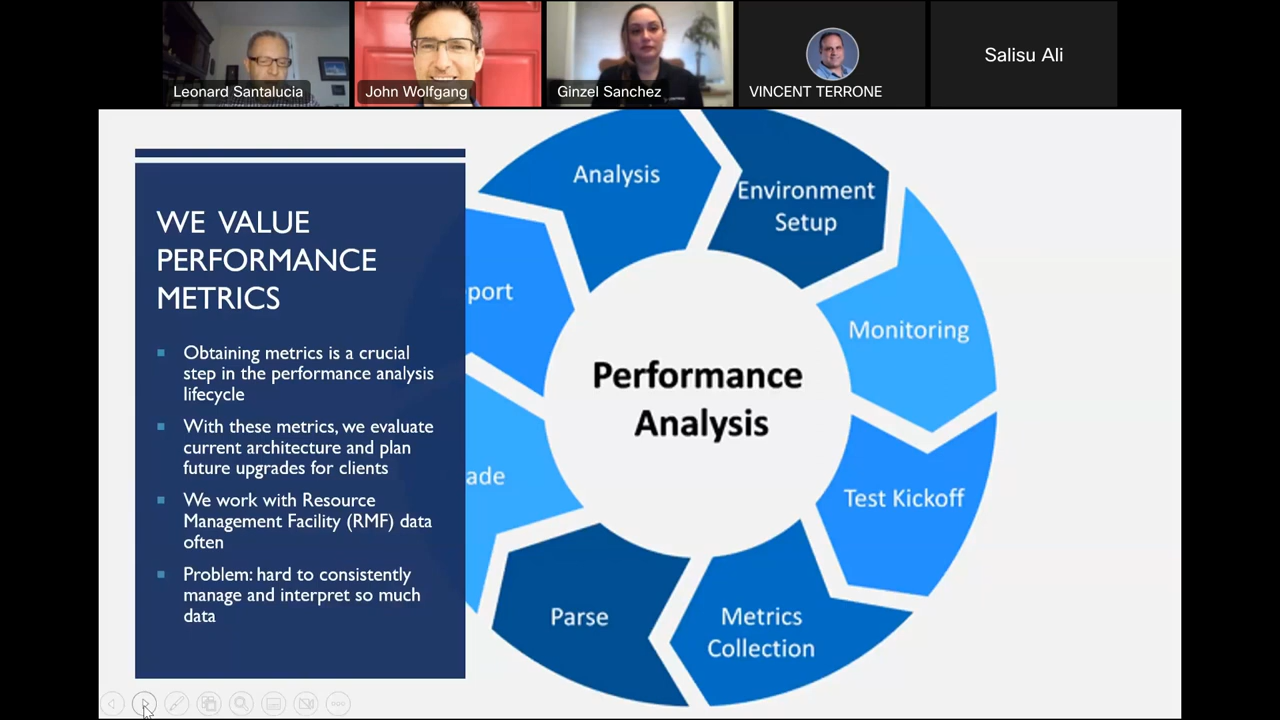 Leonard Santalucia
John Wolfgang
Ginzel Sanchez
VINCENT TERRONE
Salisu Ali
WE VALUE
PERFORMANCE
METRICS
Obtaining metrics is a crucial
step in the performance analysis
lifecycle
With these metrics, we evaluate
current architecture and plan
future upgrades for clients
We work with Resource
Management Facility (RMF) data
often
Problem: hard to consistently
manage and interpret so much
data
Analysis
Environment
Setup
port
Monitoring
Performance
Analysis
ade
Test Kickoff
Parse
Metrics
Collection